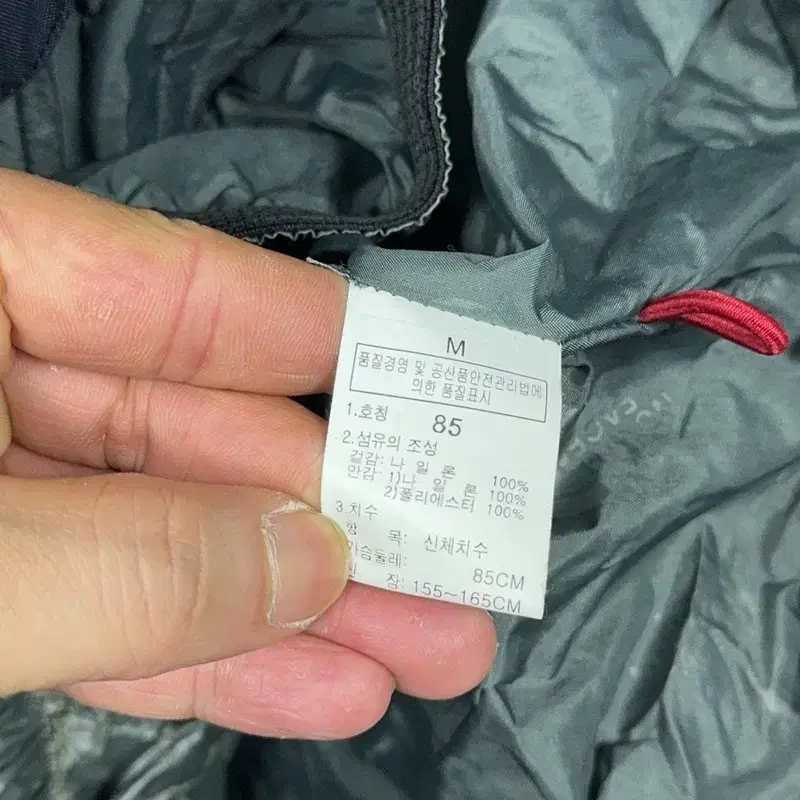 M
품질경영 및 공산품안전관리법에
의한 품질표시
1.호칭 85
2.섬유의 조성
겉감: 나 일 론 100%
안감: 1)나 일 론 100%
2)폴리에스터 100%
3.치수
항 목: 신체치수
가슴둘레: 85CM
신 장: 155~165CM